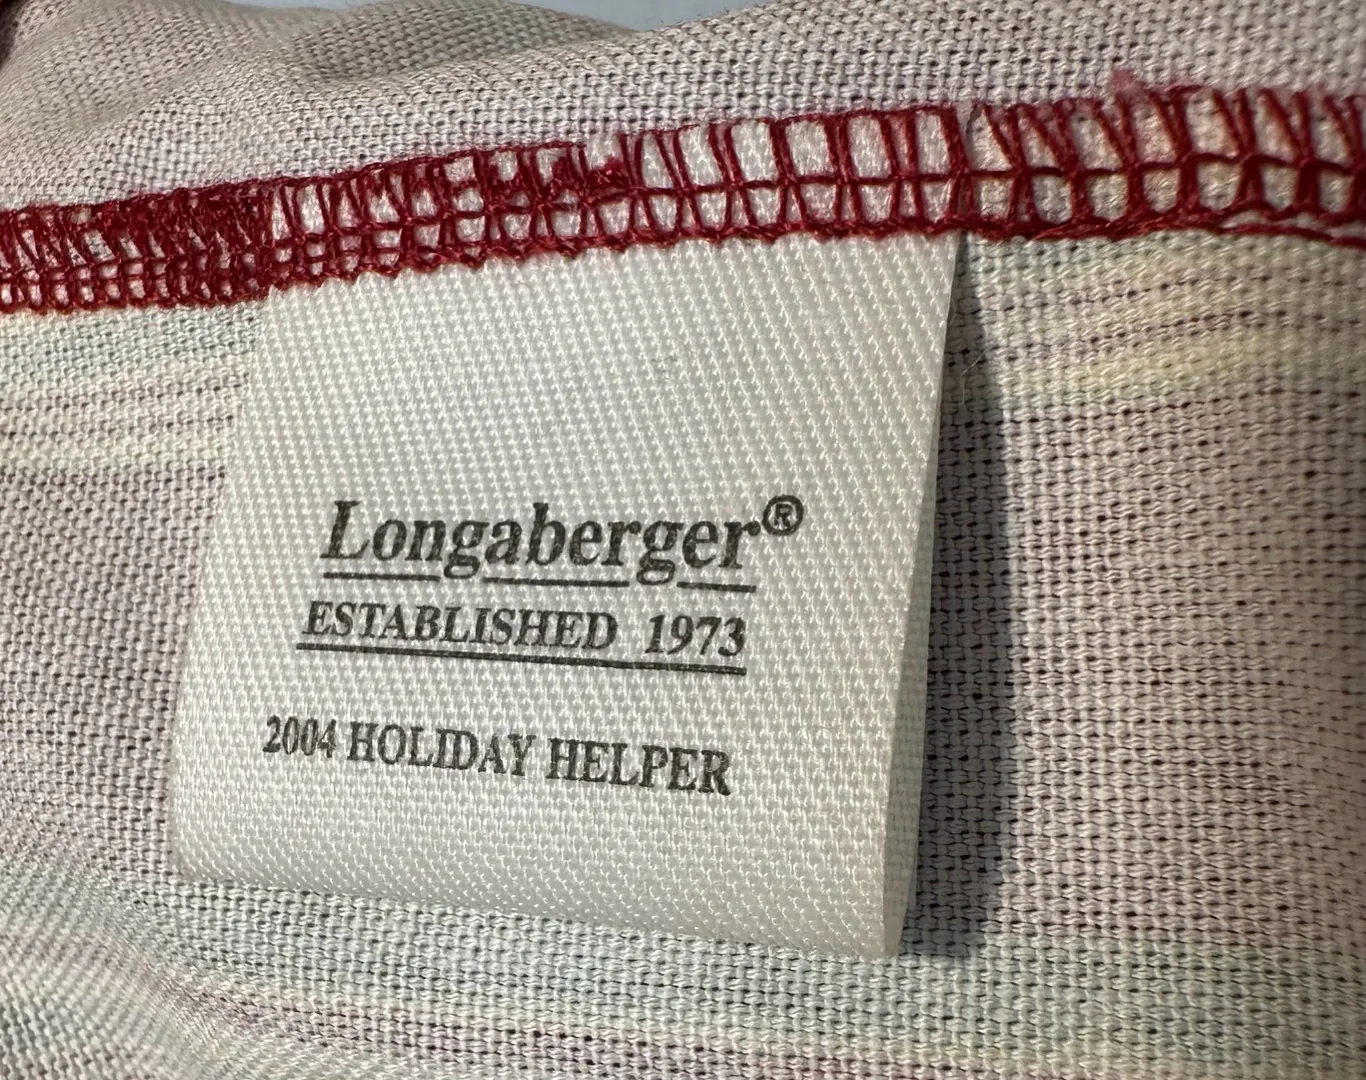 Longaberger®
ESTABLISHED 1973
2004 HOLIDAY HELPER